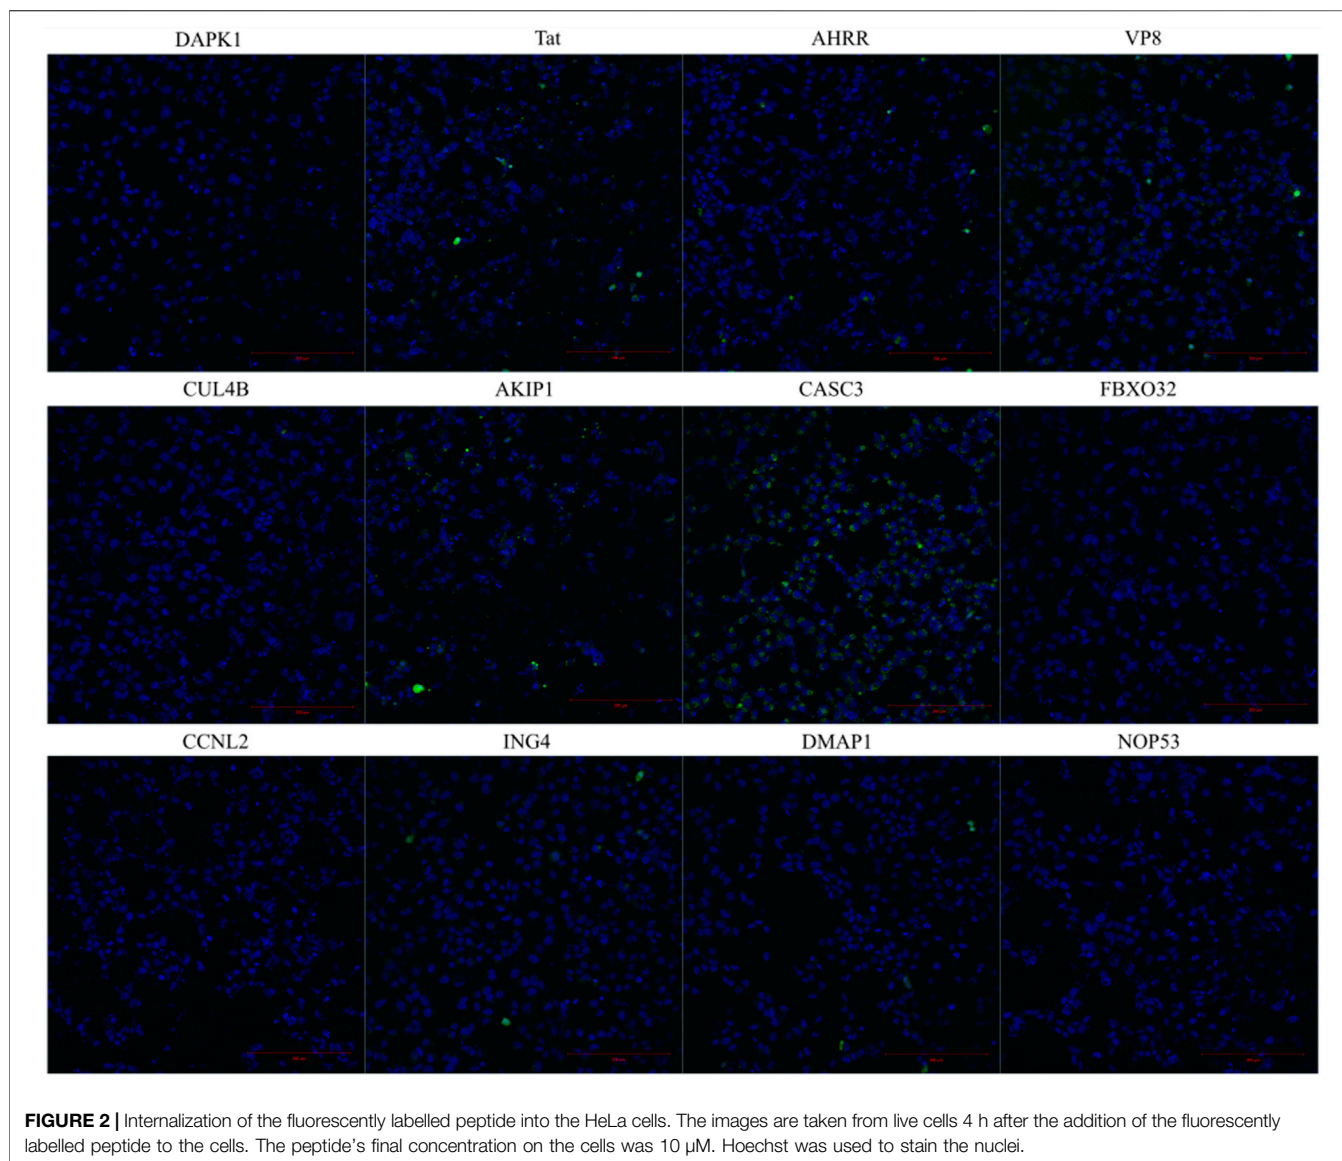 DAPK1 Tat AHRR VP8
CUL4B AKIP1 CASC3 FBXO32
CCNL2 ING4 DMAP1 NOP53
FIGURE 2 | Internalization of the fluorescently labelled peptide into the HeLa cells. The images are taken from live cells 4 h after the addition of the fluorescently
labelled peptide to the cells. The peptide’s final concentration on the cells was 10 µM. Hoechst was used to stain the nuclei.